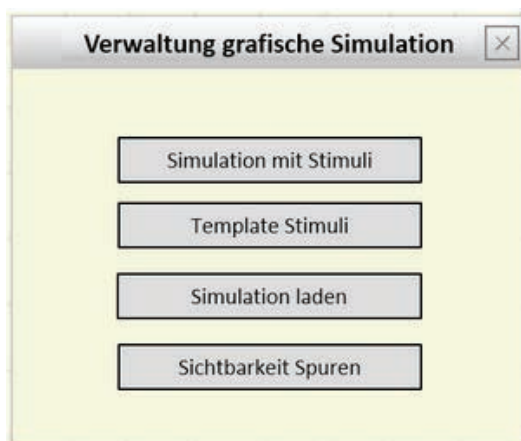 Verwaltung grafische Simulation
Simulation mit Stimuli
Template Stimuli
Simulation laden
Sichtbarkeit Spuren